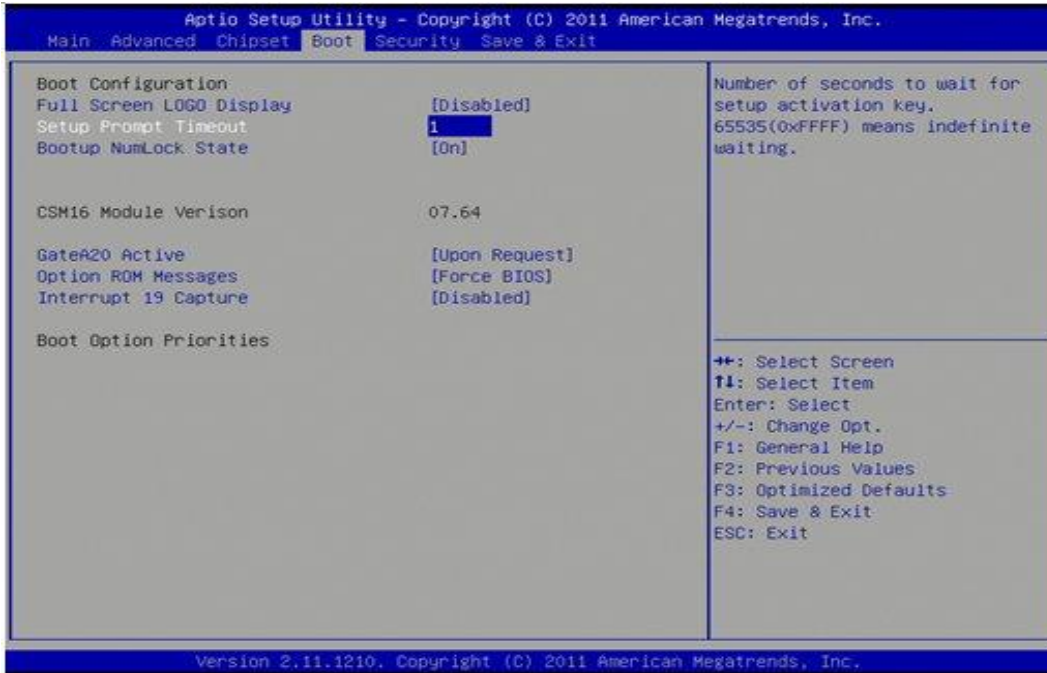 Aptio Setup Utility – Copyright (C) 2011 American Megatrends, Inc.
Main Advanced Chipset Boot Security Save & Exit
Boot Configuration
Full Screen LOGO Display [Disabled]
Setup Prompt Timeout 1
Bootup NumLock State [On]
CSM16 Module Verison 07.64
GateA20 Active [Upon Request]
Option ROM Messages [Force BIOS]
Interrupt 19 Capture [Disabled]
Boot Option Priorities
Number of seconds to wait for
setup activation key.
65535(0xFFFF) means indefinite
waiting.
→←: Select Screen
↑↓: Select Item
Enter: Select
+/-: Change Opt.
F1: General Help
F2: Previous Values
F3: Optimized Defaults
F4: Save & Exit
ESC: Exit
Version 2.11.1210. Copyright (C) 2011 American Megatrends, Inc.